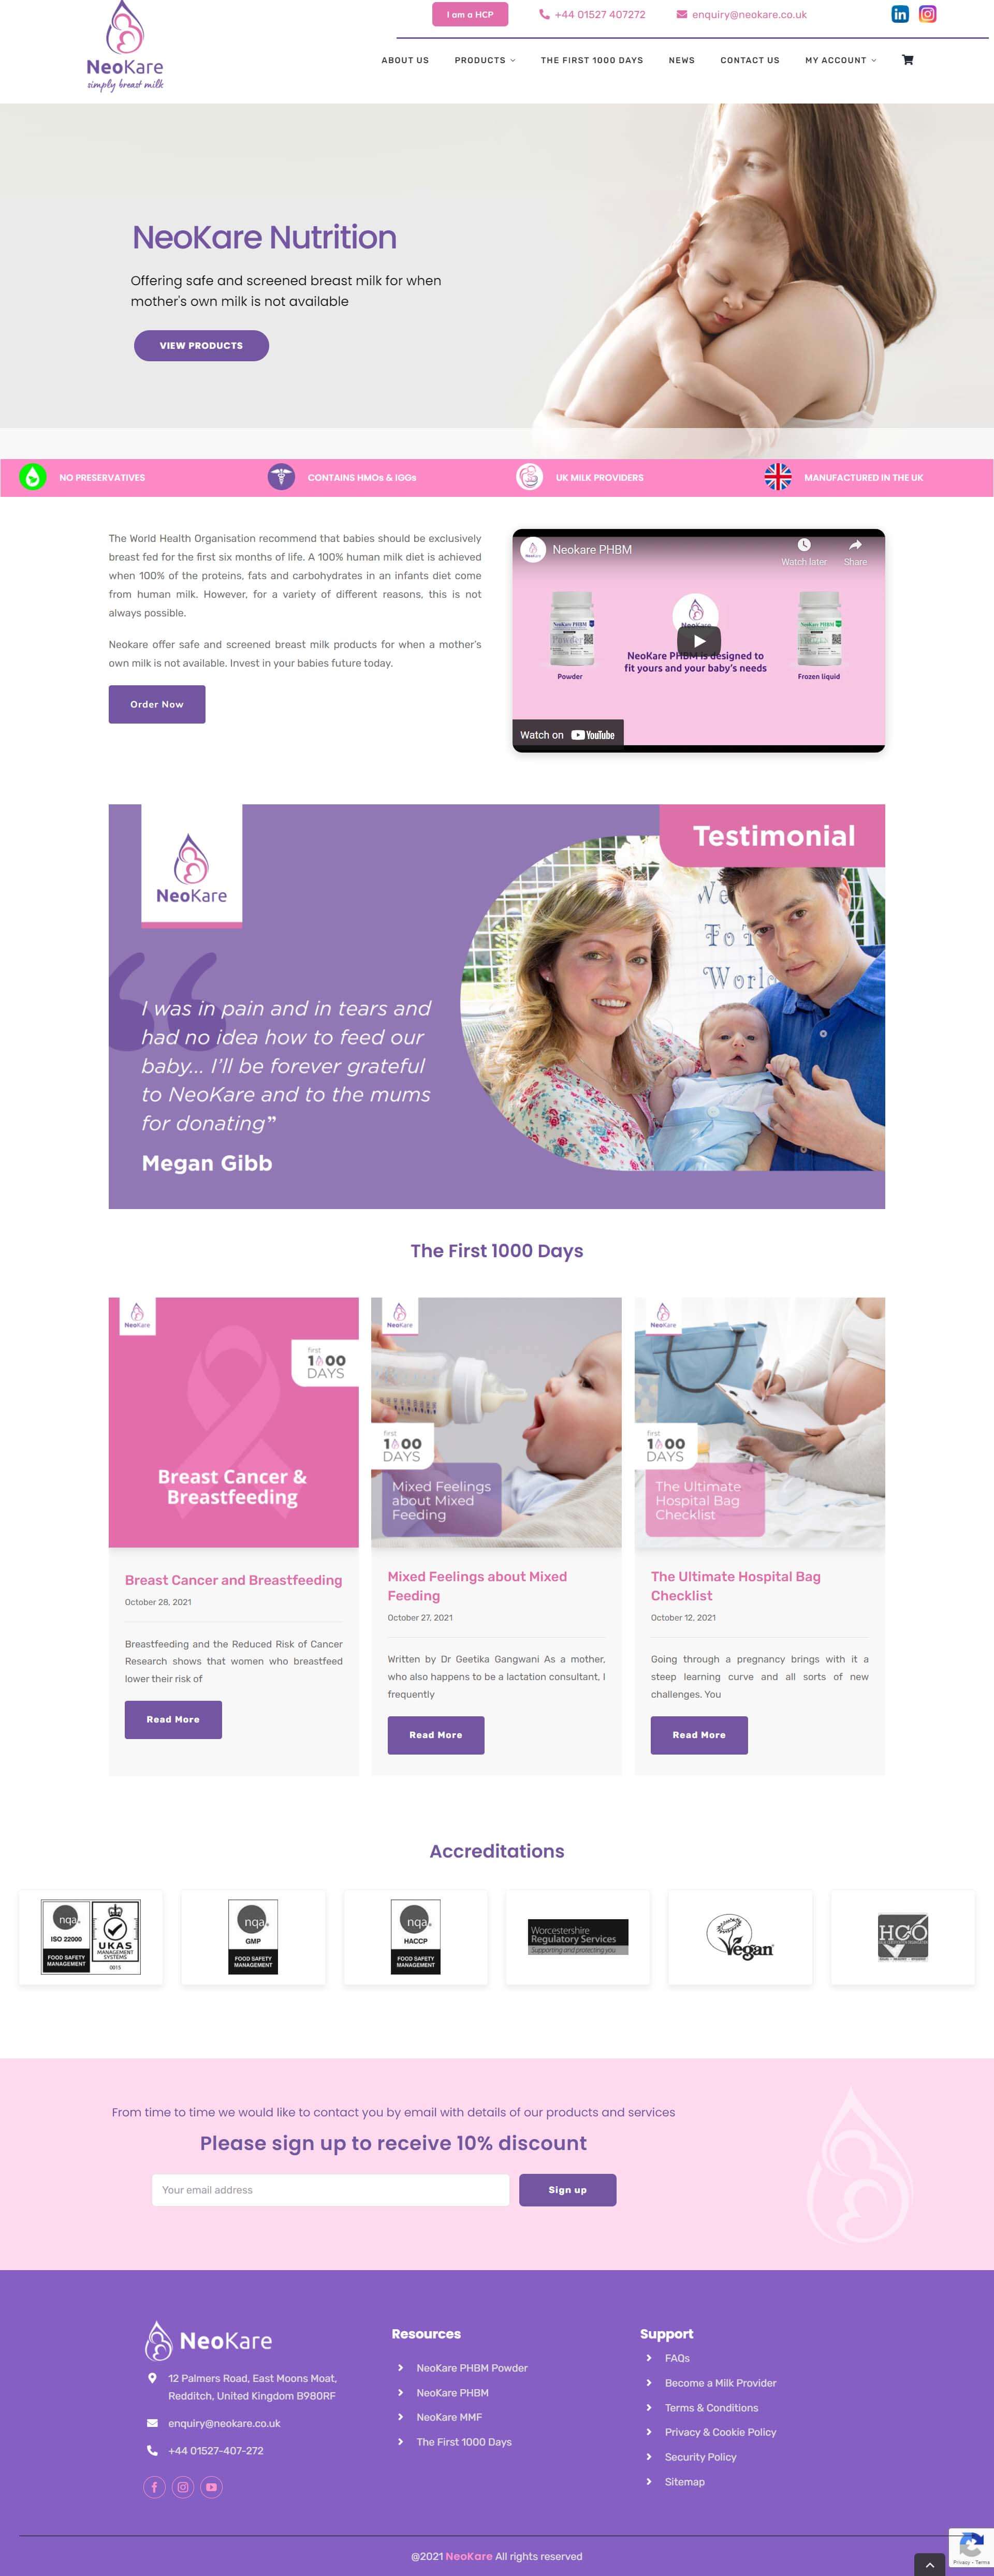 NeoKare
simply breast milk
I am a HCP
+44 01527 407272
enquiry@neokare.co.uk
ABOUT US
PRODUCTS
THE FIRST 1000 DAYS
NEWS
CONTACT US
MY ACCOUNT
NeoKare Nutrition
Offering safe and screened breast milk for when
mother's own milk is not available
VIEW PRODUCTS
NO PRESERVATIVES
CONTAINS HMOs & IGGs
UK MILK PROVIDERS
MANUFACTURED IN THE UK
The World Health Organisation recommend that babies should be exclusively
breast fed for the first six months of life. A 100% human milk diet is achieved
when 100% of the proteins, fats and carbohydrates in an infants diet come
from human milk. However, for a variety of different reasons, this is not
always possible.
Neokare offer safe and screened breast milk products for when a mother's
own milk is not available. Invest in your babies future today.
Order Now
Neokare PHBM
Watch later
Share
NeoKare PHBM is designed to
fit yours and your baby's needs
Powder
Frozen liquid
Watch on YouTube
NeoKare
Testimonial
We
World
I was in pain and in tears and
had no idea how to feed our
baby... I'll be forever grateful
to NeoKare and to the mums
for donating”
Megan Gibb
The First 1000 Days
NeoKare
first
1000
DAYS
Breast Cancer &
Breastfeeding
Breast Cancer and Breastfeeding
October 28, 2021
Breastfeeding and the Reduced Risk of Cancer
Research shows that women who breastfeed
lower their risk of
Read More
NeoKare
first
1000
DAYS
Mixed Feelings
about Mixed
Feeding
Mixed Feelings about Mixed
Feeding
October 27, 2021
Written by Dr Geetika Gangwani As a mother,
who also happens to be a lactation consultant, I
frequently
Read More
NeoKare
first
1000
DAYS
The Ultimate
Hospital Bag
Checklist
The Ultimate Hospital Bag
Checklist
October 12, 2021
Going through a pregnancy brings with it a
steep learning curve and all sorts of new
challenges. You
Read More
Accreditations
nqa.
ISO 22000
FOOD SAFETY
MANAGEMENT
UKAS
MANAGEMENT
SYSTEMS
0015
nqa.
GMP
FOOD SAFETY
MANAGEMENT
nqa.
HACCP
FOOD SAFETY
MANAGEMENT
Worcestershire
Regulatory Services
Supporting and protecting you
Vegan
HCO
From time to time we would like to contact you by email with details of our products and services
Please sign up to receive 10% discount
Your email address
Sign up
NeoKare
12 Palmers Road, East Moons Moat,
Redditch, United Kingdom B980RF
enquiry@neokare.co.uk
+44 01527-407-272
Resources
NeoKare PHBM Powder
NeoKare PHBM
NeoKare MMF
The First 1000 Days
Support
FAQs
Become a Milk Provider
Terms & Conditions
Privacy & Cookie Policy
Security Policy
Sitemap
@2021 NeoKare All rights reserved
Privacy - Terms